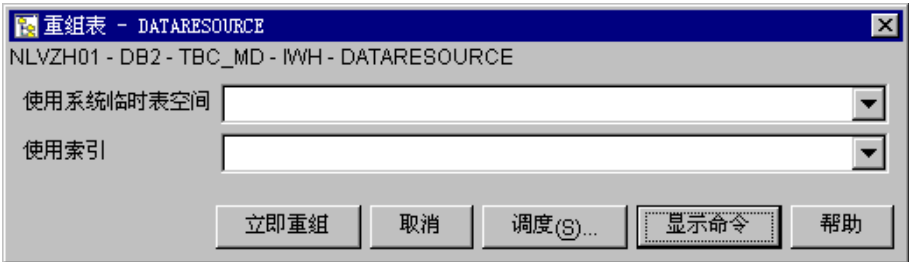 重组表 - DATARESOURCE
NLVZH01 - DB2 - TBC_MD - IWH - DATARESOURCE
使用系统临时表空间
使用索引
立即重组 取消 调度(S)... 显示命令 帮助